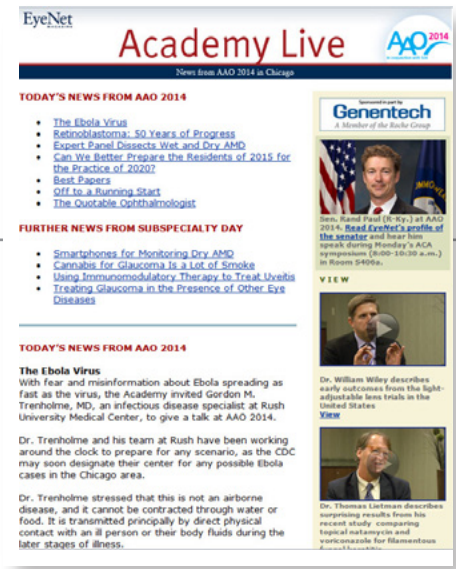 EyeNet
MAGAZINE
Academy Live
AAO 2014
News from AAO 2014 in Chicago
TODAY'S NEWS FROM AAO 2014
The Ebola Virus
Retinoblastoma: 50 Years of Progress
Expert Panel Dissects Wet and Dry AMD
Can We Better Prepare the Residents of 2015 for
the Practice of 2020?
Best Papers
Off to a Running Start
The Quotable Ophthalmologist
FURTHER NEWS FROM SUBSPECIALTY DAY
Smartphones for Monitoring Dry AMD
Cannabis for Glaucoma Is a Lot of Smoke
Using Immunomodulatory Therapy to Treat Uveitis
Treating Glaucoma in the Presence of Other Eye
Diseases
TODAY'S NEWS FROM AAO 2014
The Ebola Virus
With fear and misinformation about Ebola spreading as
fast as the virus, the Academy invited Gordon M.
Trenholme, MD, an infectious disease specialist at Rush
University Medical Center, to give a talk at AAO 2014.
Dr. Trenholme and his team at Rush have been working
around the clock to prepare for any scenario, as the CDC
may soon designate their center for any possible Ebola
cases in the Chicago area.
Dr. Trenholme stressed that this is not an airborne
disease, and it cannot be contracted through water or
food. It is transmitted principally by direct physical
contact with an ill person or their body fluids during the
later stages of illness.
Sponsored in part by
Genentech
A Member of the Roche Group
Sen. Rand Paul (R-Ky.) at AAO
2014. Read EyeNet's profile of
the senator and hear him
speak during Monday's ACA
symposium (8:00-10:30 a.m.)
in Room S406a.
VIEW
Dr. William Wiley describes
early outcomes from the light-
adjustable lens trials in the
United States
View
Dr. Thomas Lietman describes
surprising results from his
recent study comparing
topical natamycin and
voriconazole for filamentous
fungal keratitis